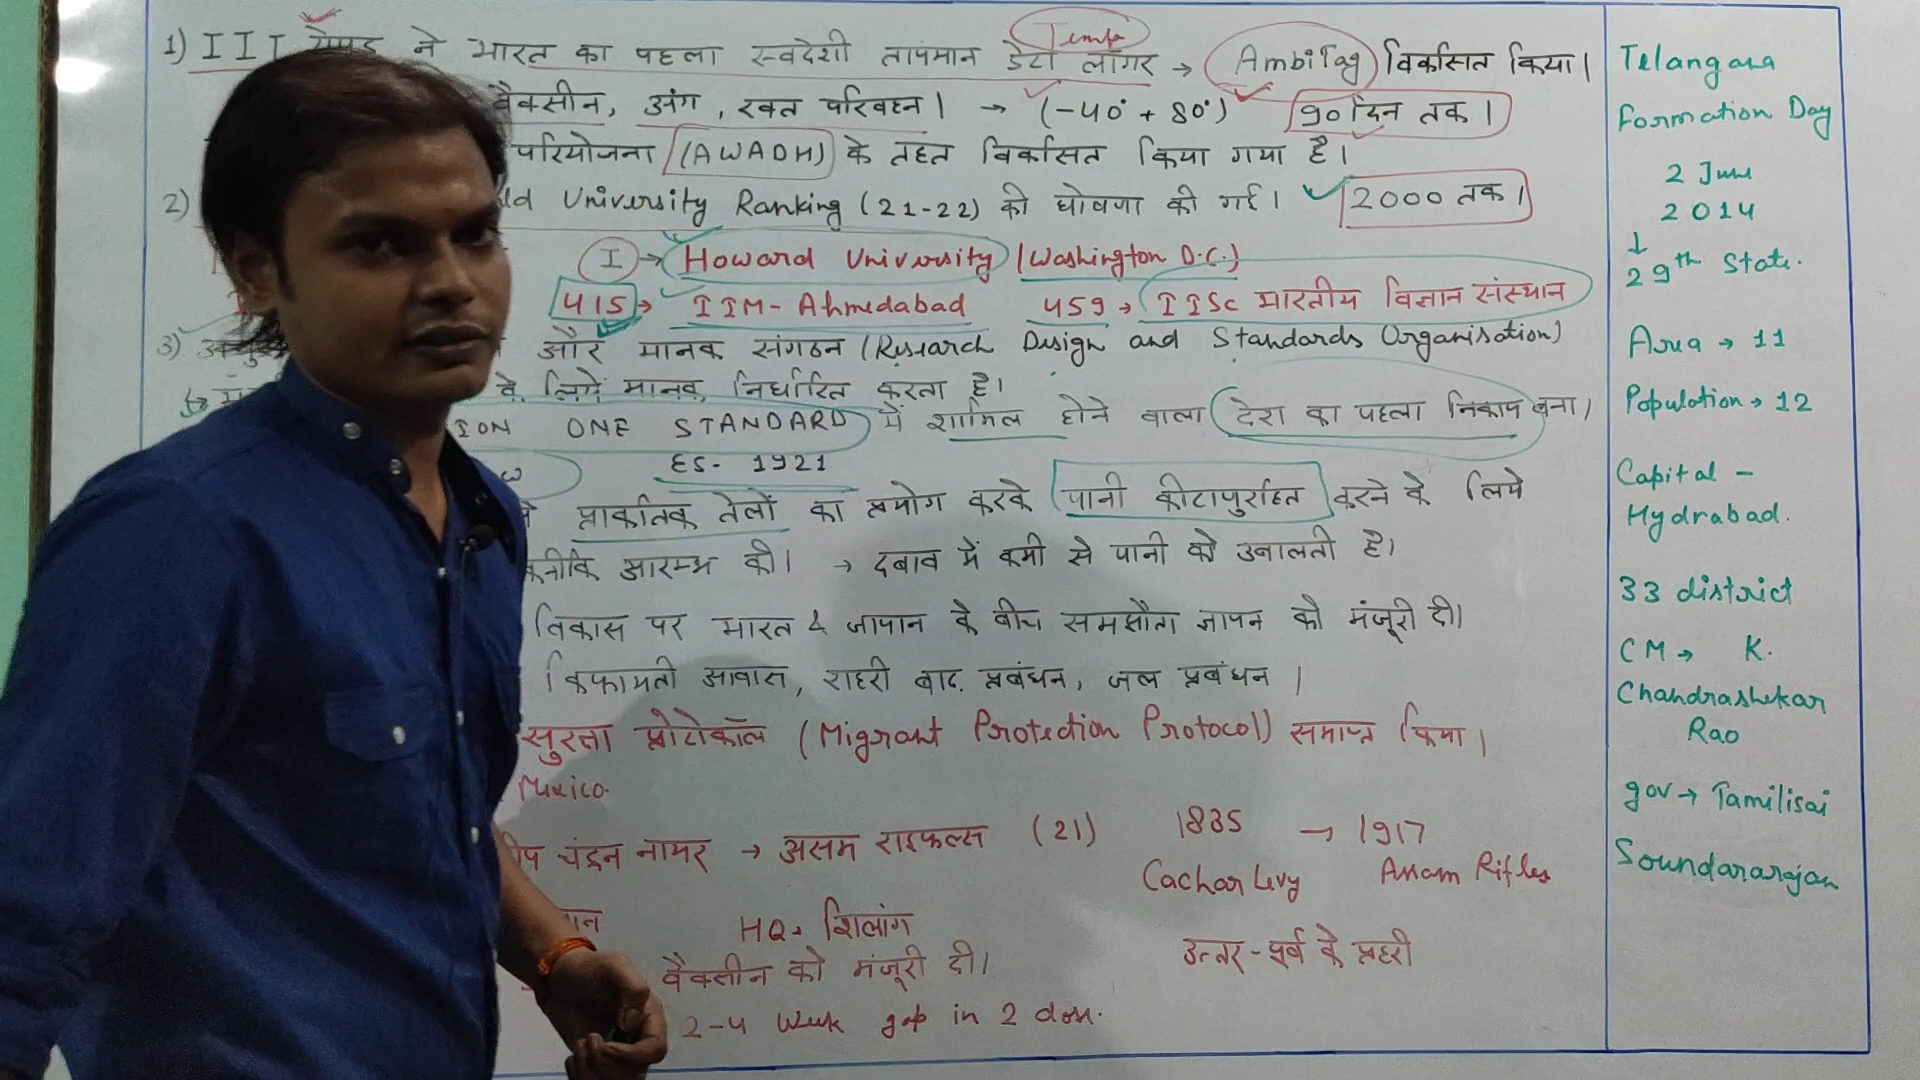 1) IIT रोपड़ ने भारत का पहला स्वदेशी तापमान डेटा लॉगर → AmbiTag विकसित किया।
Temp
वैक्सीन, अंग, रक्त परिवहन। → (-40° + 80°) 90 दिन तक।
परियोजना (AWADH) के तहत विकसित किया गया है।
2) ld University Ranking (21-22) की घोषणा की गई। 2000 तक।
I → Howard University (Washington D.C.)
415 → IIM- Ahmedabad 459 → IISc भारतीय विज्ञान संस्थान
3) और मानक संगठन (Research Design and Standards Organisation)
के लिये मानक निर्धारित करता है।
ION ONE STANDARD में शामिल होने वाला देश का पहला निकाय बना।
ES- 1921
प्राकृतिक तेलों का प्रयोग करके पानी कीटाणुरहित करने के लिये
आरम्भ की। → दबाव में कमी से पानी को उबालती है।
विकास पर भारत & जापान के बीच समझौता ज्ञापन को मंजूरी दी।
किफायती आवास, शहरी बाढ़ प्रबंधन, जल प्रबंधन।
सुरक्षा प्रोटोकॉल (Migrant Protection Protocol) समाप्त किया।
Mexico.
चंद्रन नायर → असम राइफल्स (21) 1835 → 1917
Cachar Levy Assam Rifles
HQ → शिलांग
उत्तर-पूर्व के प्रहरी
वैक्सीन को मंजूरी दी।
2-4 week gap in 2 dose.
Telangana
Formation Day
2 June
2014
↓
29th State.
Area → 11
Population → 12
Capital -
Hydrabad.
33 district
CM → K.
Chandrashekar
Rao
gov → Tamilisai
Soundararajan